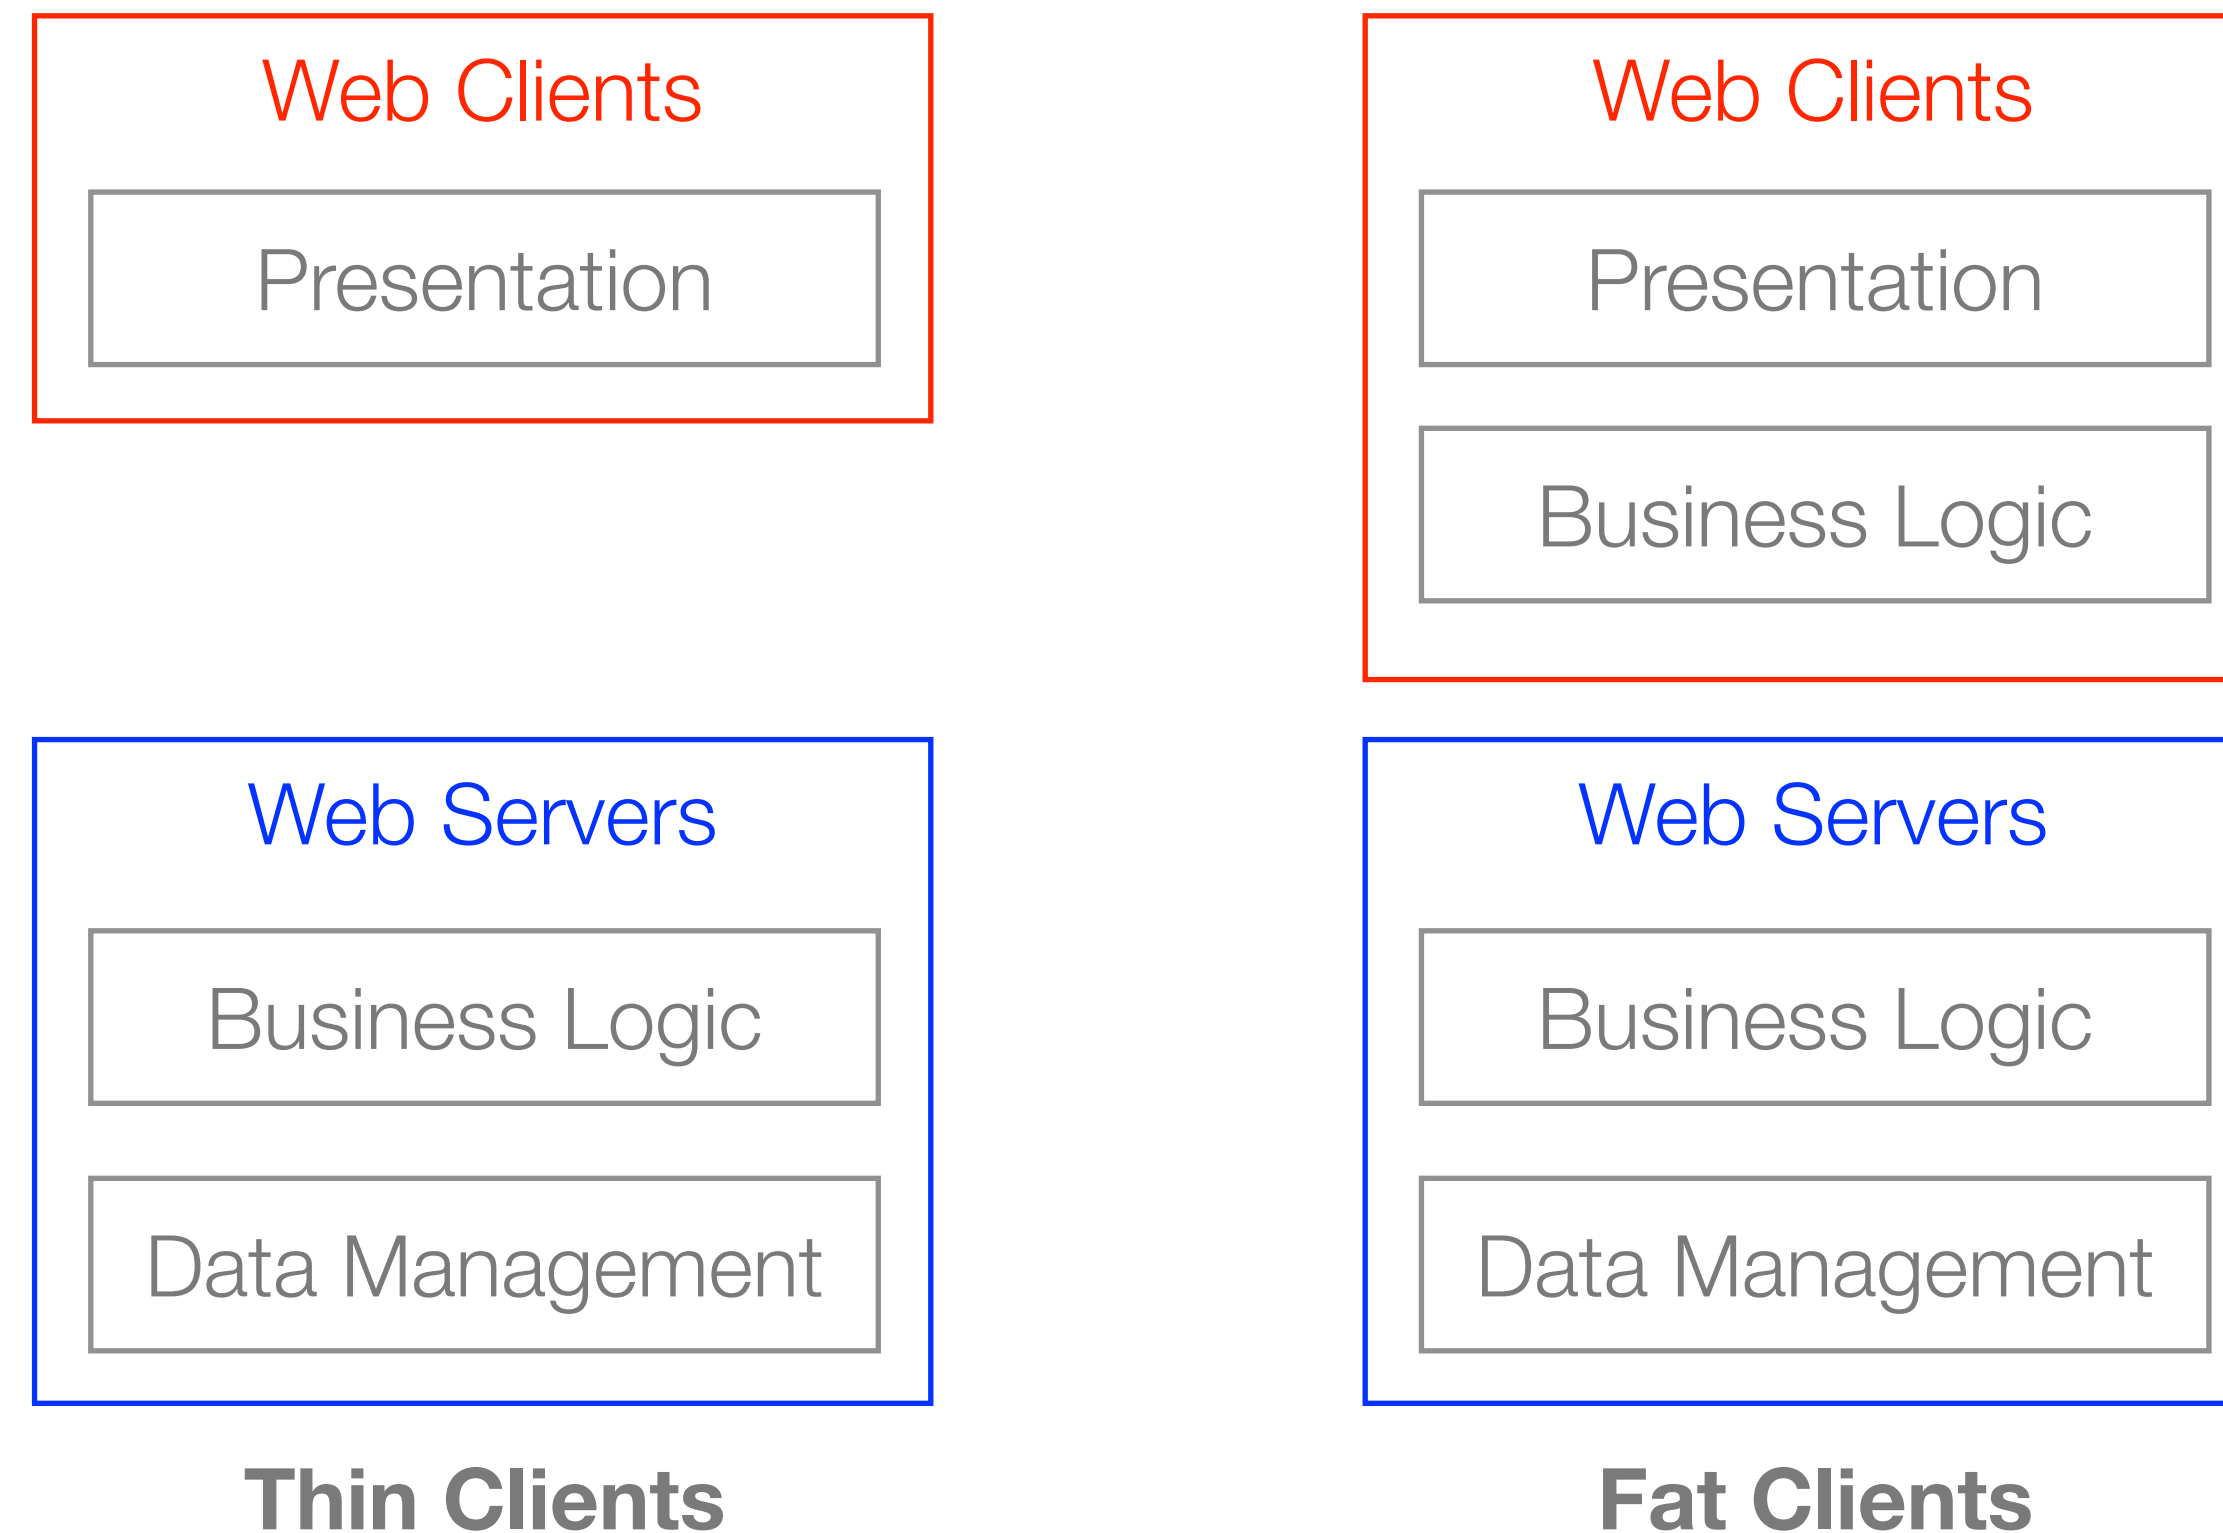 Web Clients
Presentation
Web Servers
Business Logic
Data Management
Thin Clients
Web Clients
Presentation
Business Logic
Web Servers
Business Logic
Data Management
Fat Clients